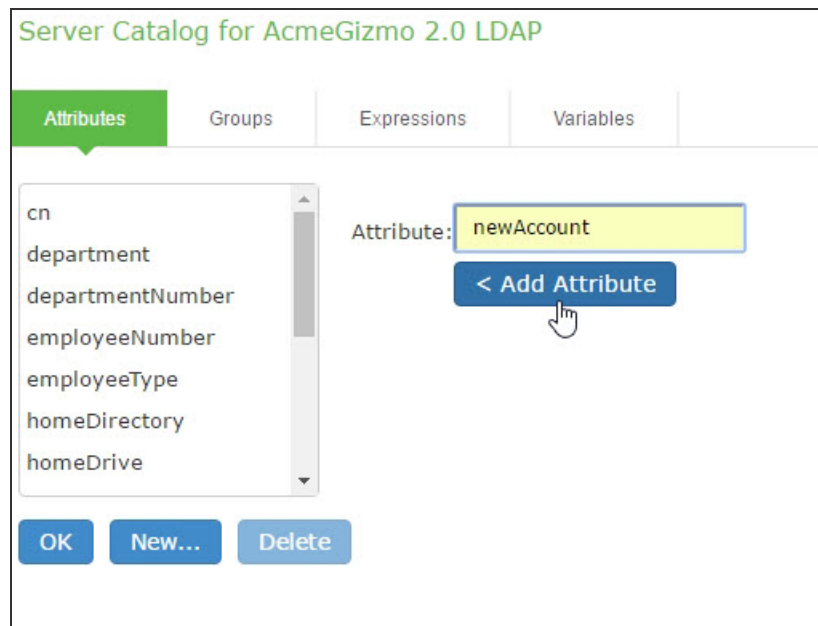 Server Catalog for AcmeGizmo 2.0 LDAP
Attributes Groups Expressions Variables
cn
department
departmentNumber
employeeNumber
employeeType
homeDirectory
homeDrive
Attribute: newAccount
< Add Attribute
OK New... Delete